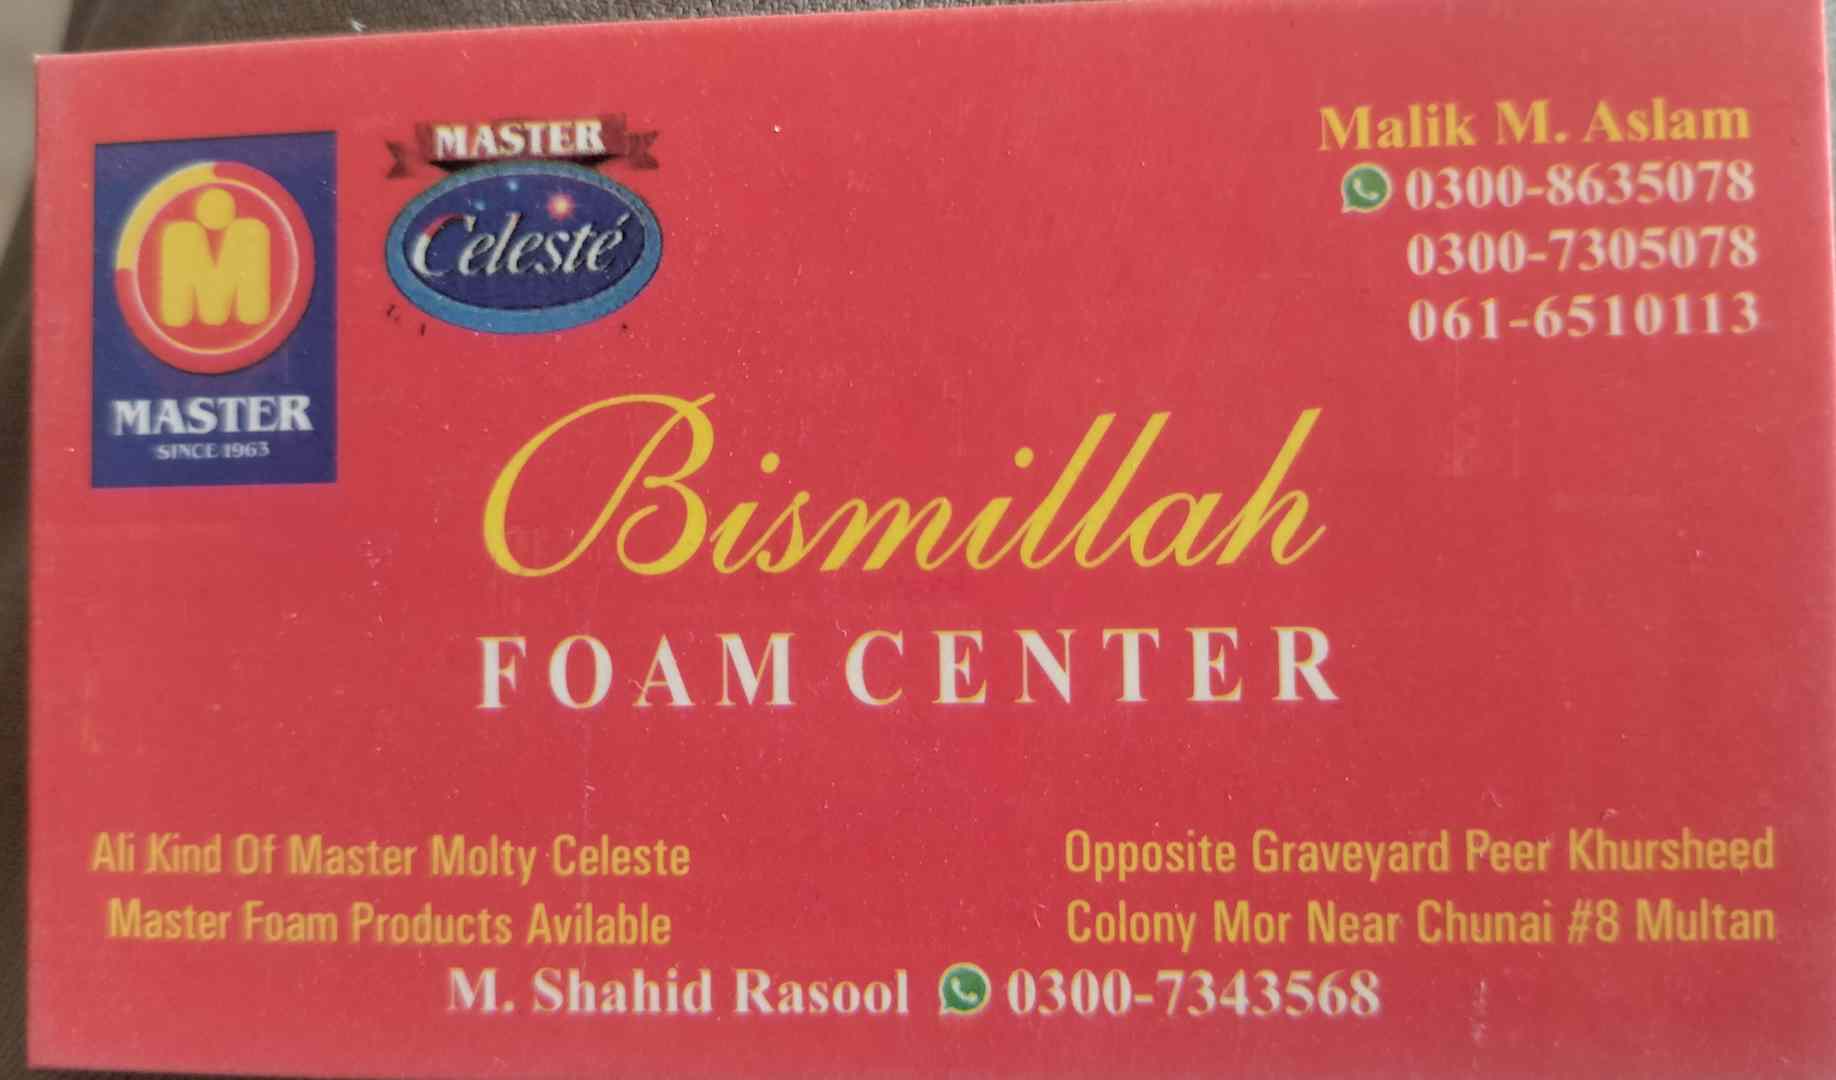 MASTER
SINCE 1963
MASTER
Celesté
Malik M. Aslam
0300-8635078
0300-7305078
061-6510113
Bismillah
FOAM CENTER
Ali Kind Of Master Molty Celeste
Master Foam Products Avilable
Opposite Graveyard Peer Khursheed
Colony Mor Near Chunai #8 Multan
M. Shahid Rasool 0300-7343568